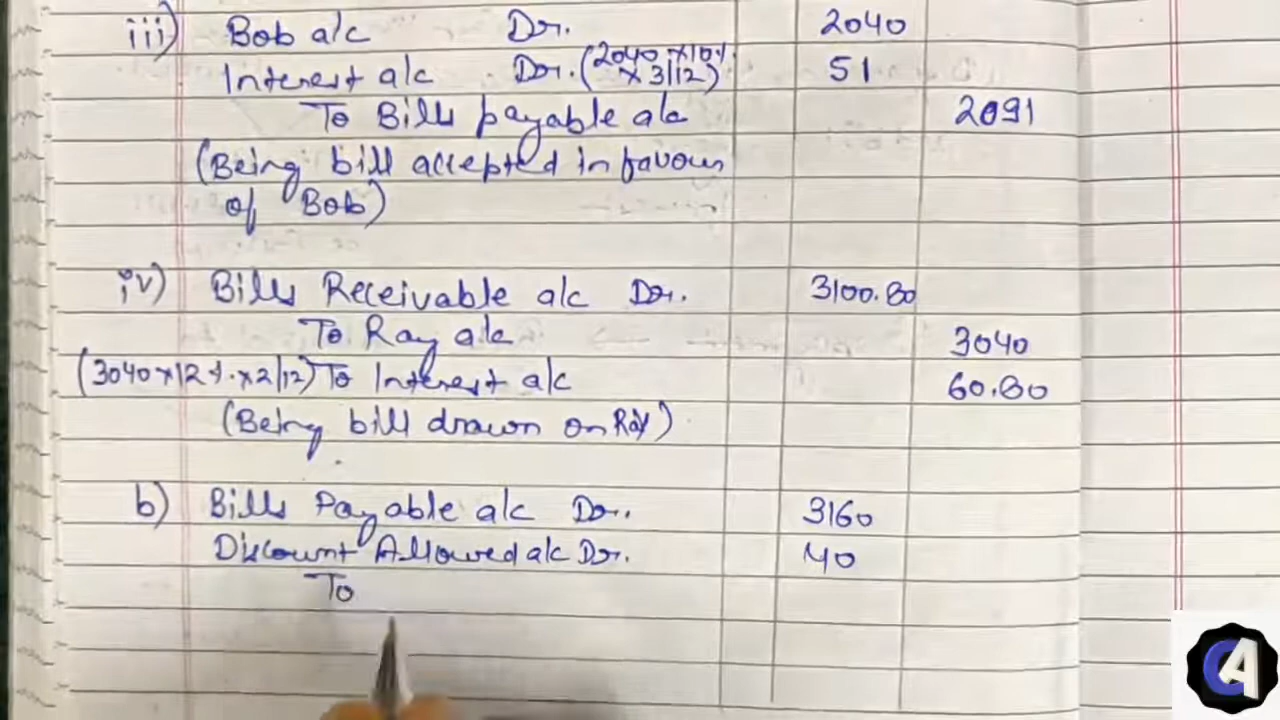 iii) Bob a/c Dr. 2040
Interest a/c Dr. (2040 × 10% × 3/12) 51
To Bills payable a/c 2091
(Being bill accepted in favour
of Bob)
iv) Bills Receivable a/c Dr. 3100.80
To Ray a/c 3040
(3040 × 12% × 2/12) To Interest a/c 60.80
(Being bill drawn on Ray)
b) Bills Payable a/c Dr. 3160
Discount Allowed a/c Dr. 40
To
CA